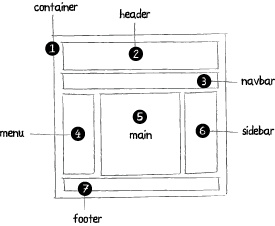 container
header
1
2
3
navbar
menu
4
5
main
6
sidebar
7
footer